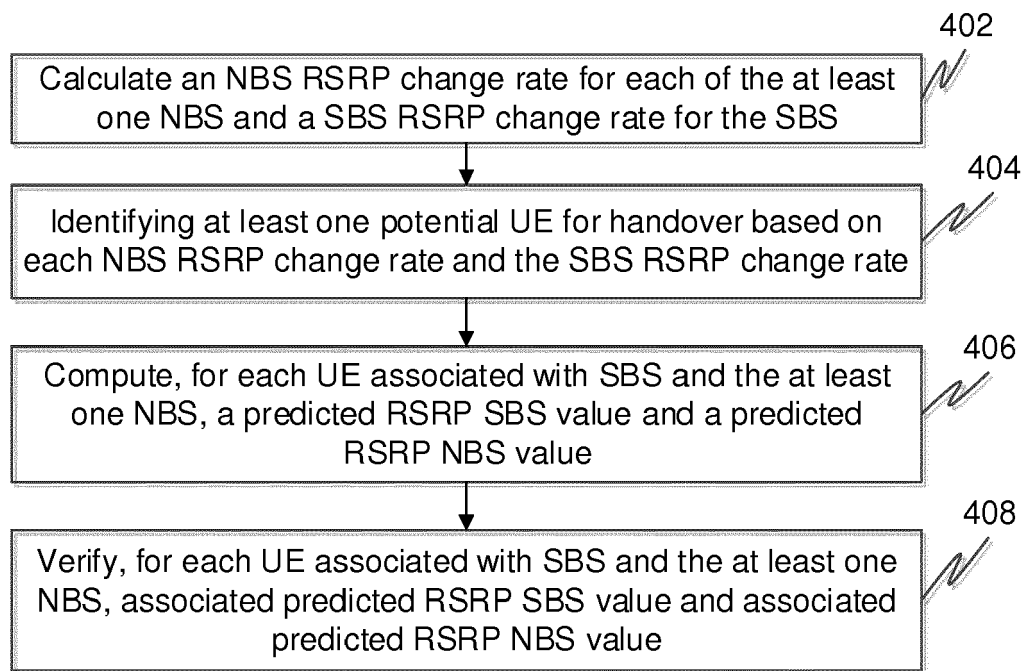 402
Calculate an NBS RSRP change rate for each of the at least
one NBS and a SBS RSRP change rate for the SBS
404
Identifying at least one potential UE for handover based on
each NBS RSRP change rate and the SBS RSRP change rate
406
Compute, for each UE associated with SBS and the at least
one NBS, a predicted RSRP SBS value and a predicted
RSRP NBS value
408
Verify, for each UE associated with SBS and the at least one
NBS, associated predicted RSRP SBS value and associated
predicted RSRP NBS value